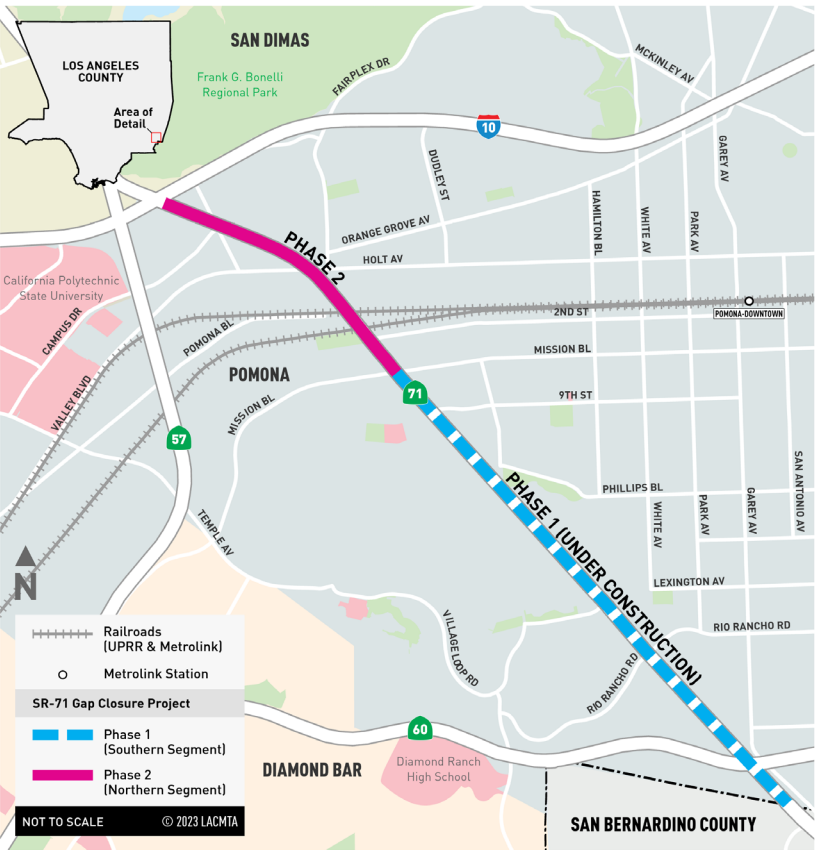 SAN DIMAS
LOS ANGELES
COUNTY
Frank G. Bonelli
Regional Park
Area of
Detail
FAIRPLEX DR
MCKINLEY AV
10
DUDLEY ST
GAREY AV
HAMILTON BL
WHITE AV
PARK AV
ORANGE GROVE AV
HOLT AV
PHASE 2
California Polytechnic
State University
CAMPUS DR
POMONA BL
2ND ST
POMONA-DOWNTOWN
MISSION BL
POMONA
VALLEY BLVD
MISSION BL
71
9TH ST
57
PHASE 1 (UNDER CONSTRUCTION)
PHILLIPS BL
SAN ANTONIO AV
WHITE AV
PARK AV
GAREY AV
TEMPLE AV
N
LEXINGTON AV
VILLAGE LOOP RD
RIO RANCHO RD
RIO RANCHO RD
Railroads
(UPRR & Metrolink)
Metrolink Station
SR-71 Gap Closure Project
Phase 1
(Southern Segment)
Phase 2
(Northern Segment)
60
DIAMOND BAR
Diamond Ranch
High School
NOT TO SCALE © 2023 LACMTA
SAN BERNARDINO COUNTY